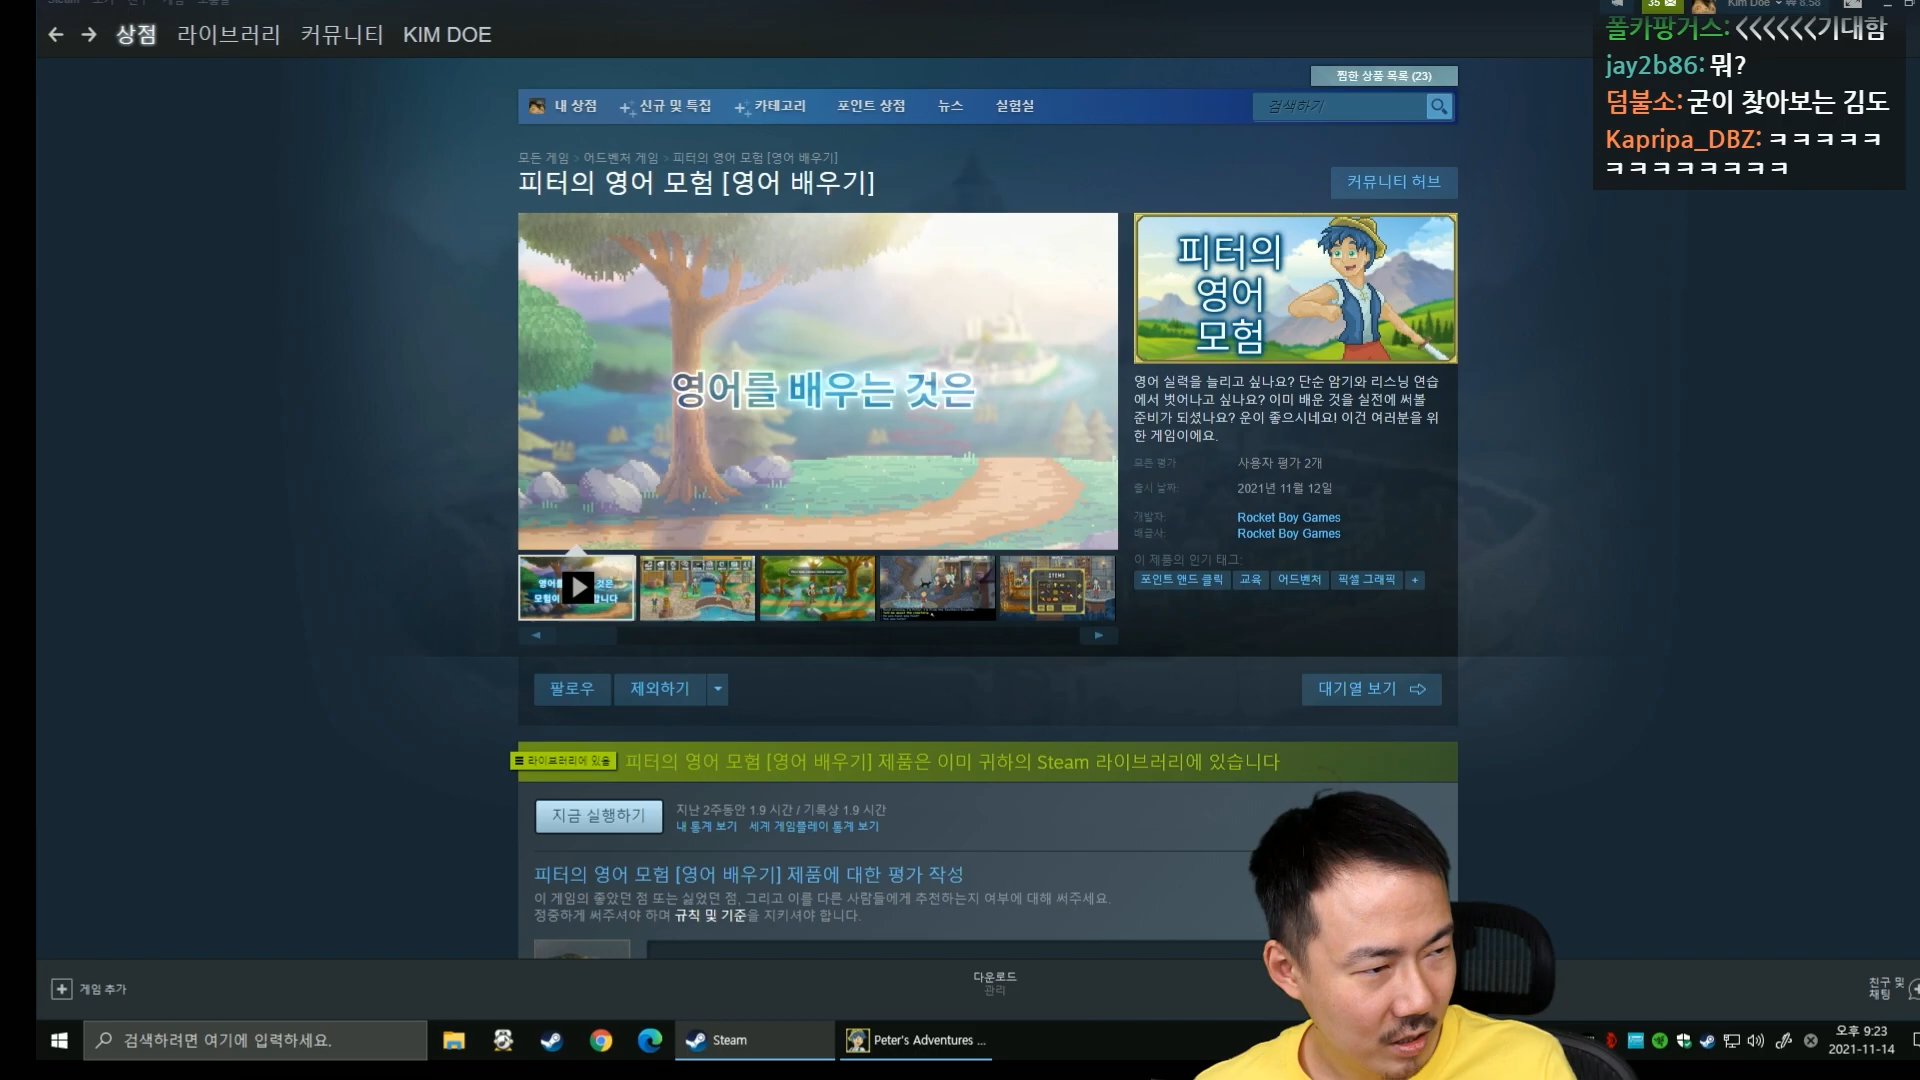 상점 라이브러리 커뮤니티 KIM DOE
찜한 상품 목록 (23)
내 상점 신규 및 특집 카테고리 포인트 상점 뉴스 실험실 검색하기
모든 게임 > 어드벤처 게임 > 피터의 영어 모험 [영어 배우기]
피터의 영어 모험 [영어 배우기]
커뮤니티 허브
영어를 배우는 것은
피터의
영어
모험
영어 실력을 늘리고 싶나요? 단순 암기와 리스닝 연습
에서 벗어나고 싶나요? 이미 배운 것을 실전에 써볼
준비가 되셨나요? 운이 좋으시네요! 이건 여러분을 위
한 게임이에요.
모든 평가 사용자 평가 2개
출시 날짜: 2021년 11월 12일
개발자: Rocket Boy Games
배급사: Rocket Boy Games
이 제품의 인기 태그:
포인트 앤드 클릭 교육 어드벤처 픽셀 그래픽 +
ITEMS
팔로우 제외하기
대기열 보기
라이브러리에 있음 피터의 영어 모험 [영어 배우기] 제품은 이미 귀하의 Steam 라이브러리에 있습니다
지금 실행하기
지난 2주동안 1.9 시간 / 기록상 1.9 시간
내 통계 보기 세계 게임플레이 통계 보기
피터의 영어 모험 [영어 배우기] 제품에 대한 평가 작성
이 게임의 좋았던 점 또는 싫었던 점, 그리고 이를 다른 사람들에게 추천하는지 여부에 대해 써주세요.
정중하게 써주셔야 하며 규칙 및 기준을 지키셔야 합니다.
게임 추가
다운로드
관리
친구 및
채팅
검색하려면 여기에 입력하세요.
Steam
Peter's Adventures ...
오후 9:23
2021-11-14
35
Kim Doe ₩ 8.58
폴카팡거스: <<<<<<기대함
jay2b86: 뭐?
덤불소: 굳이 찾아보는 김도
Kapripa_DBZ: ㅋㅋㅋㅋㅋ
ㅋㅋㅋㅋㅋㅋㅋㅋ